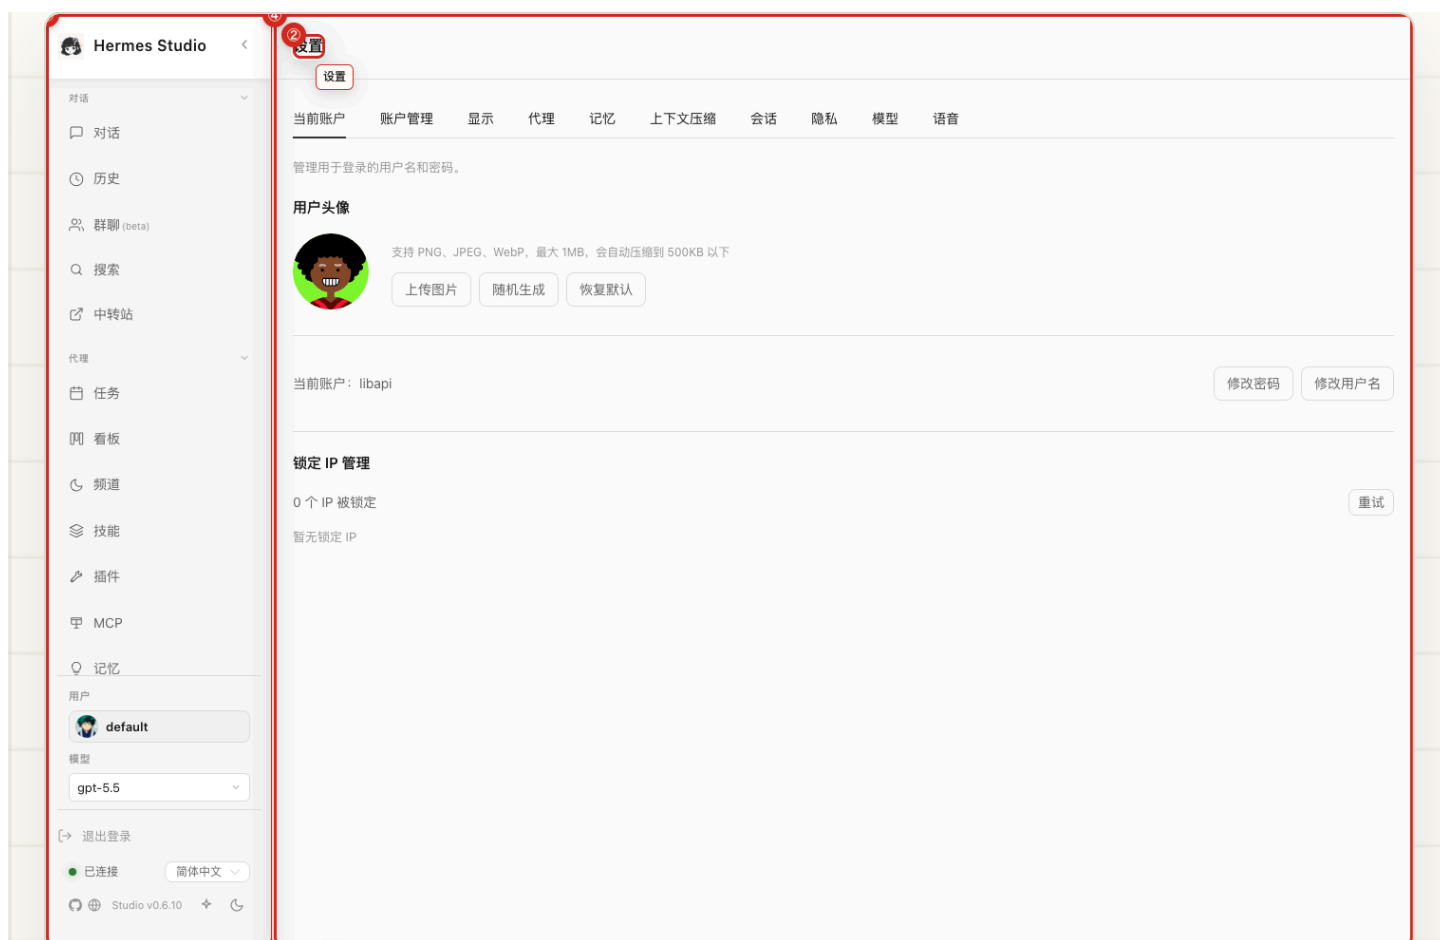 Hermes Studio
对话
对话
历史
群聊 (beta)
搜索
中转站
代理
任务
看板
频道
技能
插件
MCP
记忆
用户
default
模型
gpt-5.5
退出登录
已连接
简体中文
Studio v0.6.10
④
②
设置
设置
当前账户 账户管理 显示 代理 记忆 上下文压缩 会话 隐私 模型 语音
管理用于登录的用户名和密码。
用户头像
支持 PNG、JPEG、WebP，最大 1MB，会自动压缩到 500KB 以下
上传图片 随机生成 恢复默认
当前账户：libapi
修改密码 修改用户名
锁定 IP 管理
0 个 IP 被锁定
重试
暂无锁定 IP